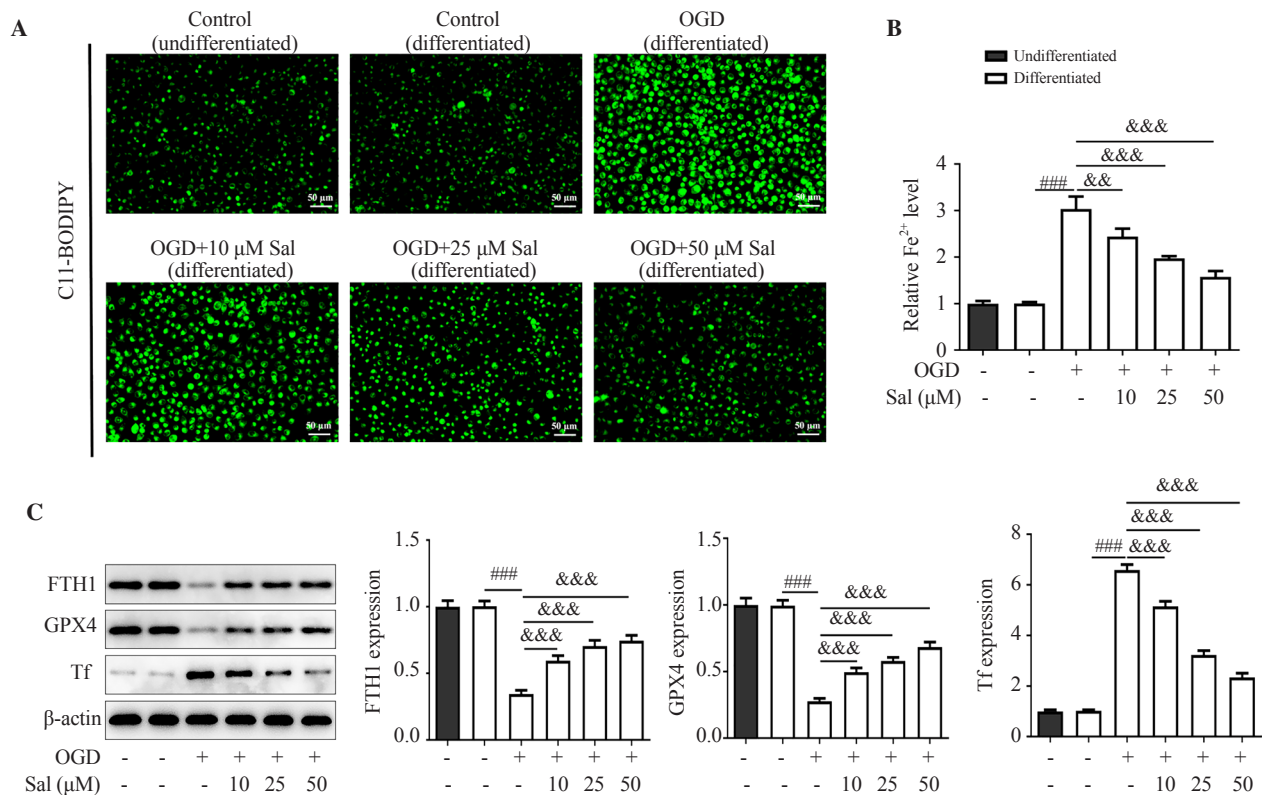 A
Control
(undifferentiated)
Control
(differentiated)
OGD
(differentiated)
C11-BODIPY
50 µm
50 µm
50 µm
OGD+10 µM Sal
(differentiated)
OGD+25 µM Sal
(differentiated)
OGD+50 µM Sal
(differentiated)
50 µm
50 µm
50 µm
B
Undifferentiated
Differentiated
&&&
&&&
### &&
Relative Fe²⁺ level
4
3
2
1
0
OGD - - + + + +
Sal (µM) - - - 10 25 50
C
FTH1
GPX4
Tf
β-actin
OGD - - + + + +
Sal (µM) - - - 10 25 50
FTH1 expression
1.5
1.0
0.5
0.0
###
&&&
&&&
&&&
- - + + + +
- - - 10 25 50
GPX4 expression
1.5
1.0
0.5
0.0
###
&&&
&&&
&&&
- - + + + +
- - - 10 25 50
Tf expression
8
6
4
2
0
&&&
&&&
### &&&
- - + + + +
- - - 10 25 50